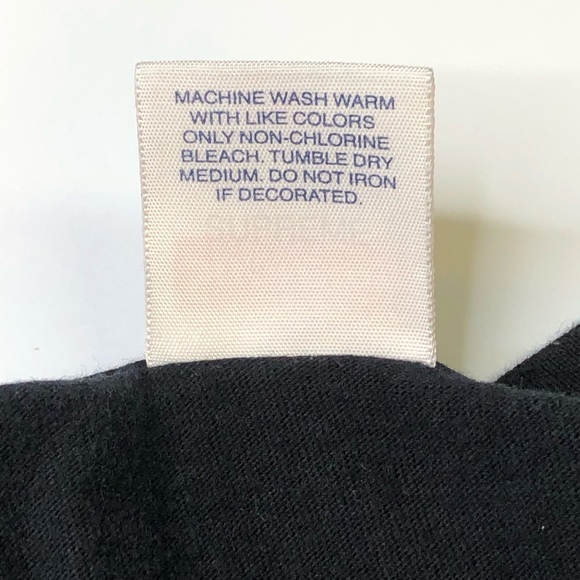 MACHINE WASH WARM
WITH LIKE COLORS
ONLY NON-CHLORINE
BLEACH. TUMBLE DRY
MEDIUM. DO NOT IRON
IF DECORATED.